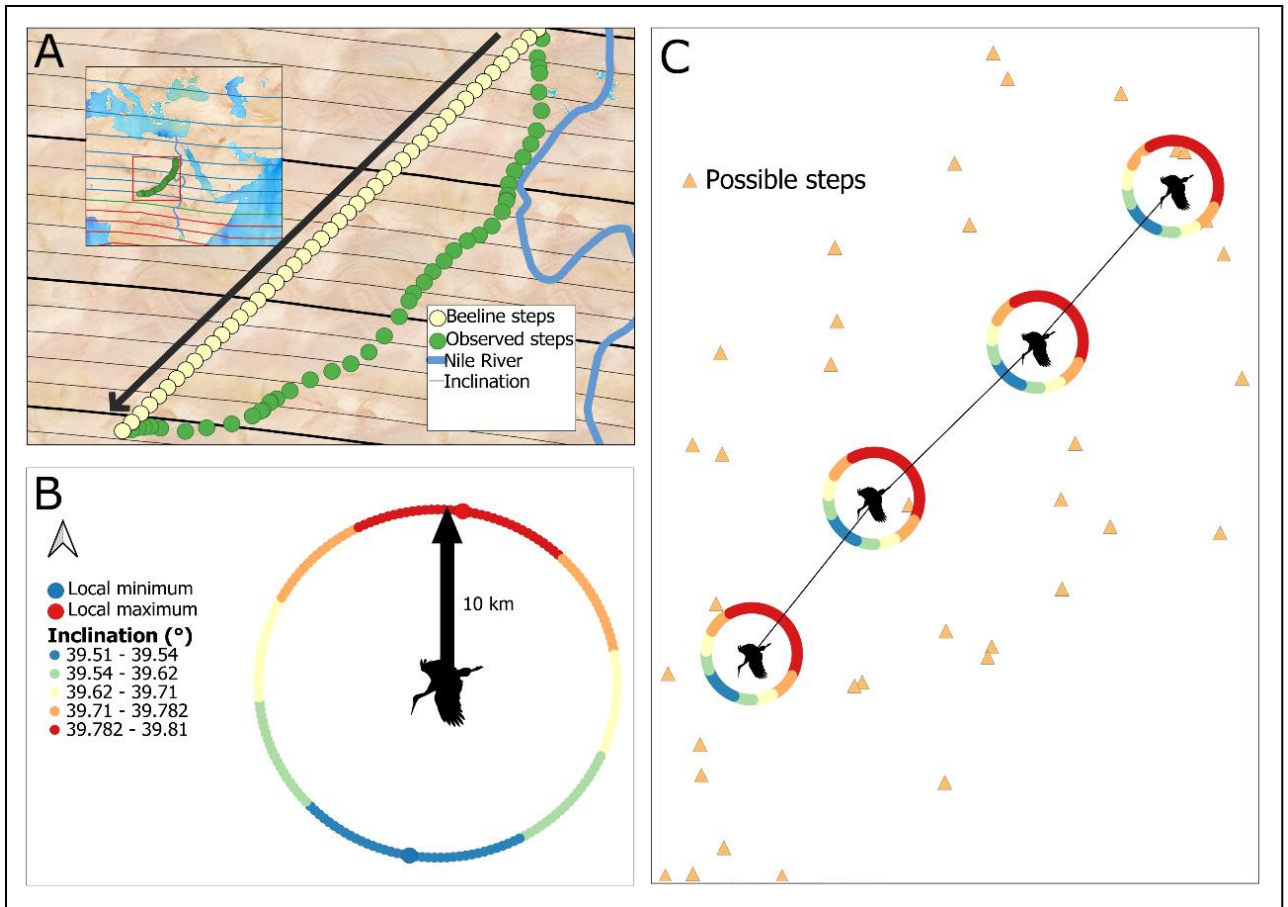 A
Beeline steps
Observed steps
Nile River
Inclination
B
Local minimum
Local maximum
Inclination (°)
39.51 - 39.54
39.54 - 39.62
39.62 - 39.71
39.71 - 39.782
39.782 - 39.81
10 km
C
Possible steps